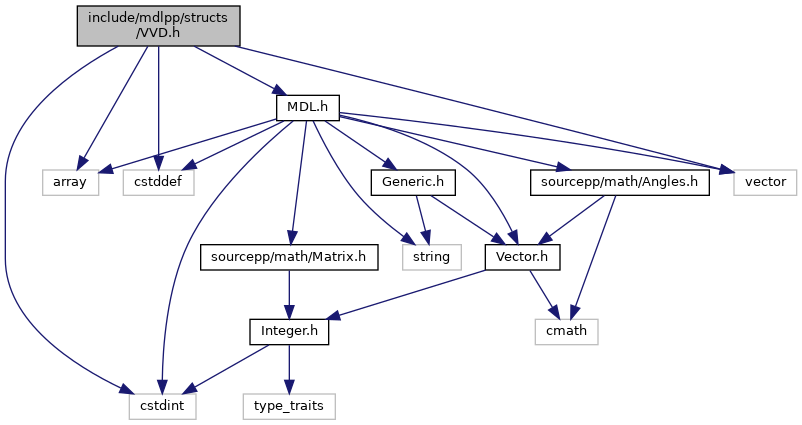 include/mdlpp/structs
/VVD.h
MDL.h
array
cstddef
Generic.h
sourcepp/math/Angles.h
vector
sourcepp/math/Matrix.h
string
Vector.h
Integer.h
cmath
cstdint
type_traits